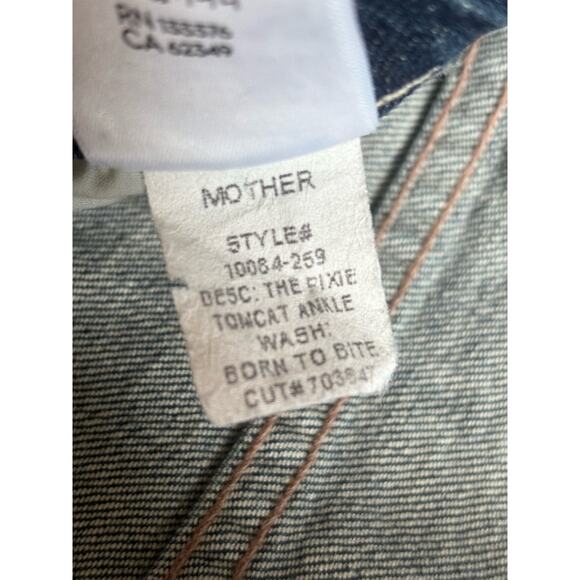 RN 133376
CA 62349
MOTHER
STYLE#
10084-259
DESC: THE PIXIE
TOMCAT ANKLE
WASH:
BORN TO BITE